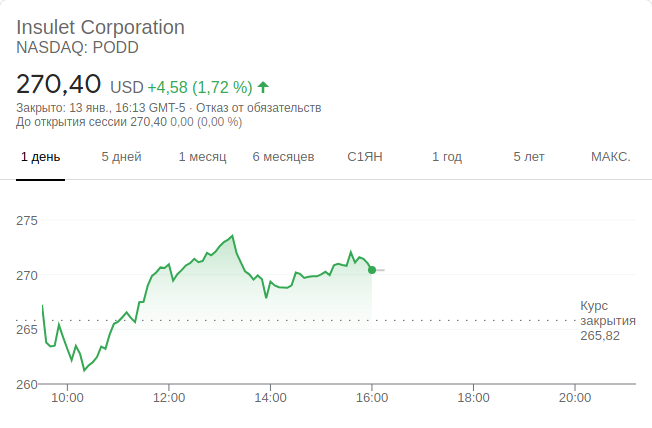 Insulet Corporation
NASDAQ: PODD
270,40 USD +4,58 (1,72 %)
Закрыто: 13 янв., 16:13 GMT-5 · Отказ от обязательств
До открытия сессии 270,40 0,00 (0,00 %)
1 день 5 дней 1 месяц 6 месяцев С1ЯН 1 год 5 лет МАКС.
275
270
Курс
закрытия
265,82
265
260
10:00 12:00 14:00 16:00 18:00 20:00